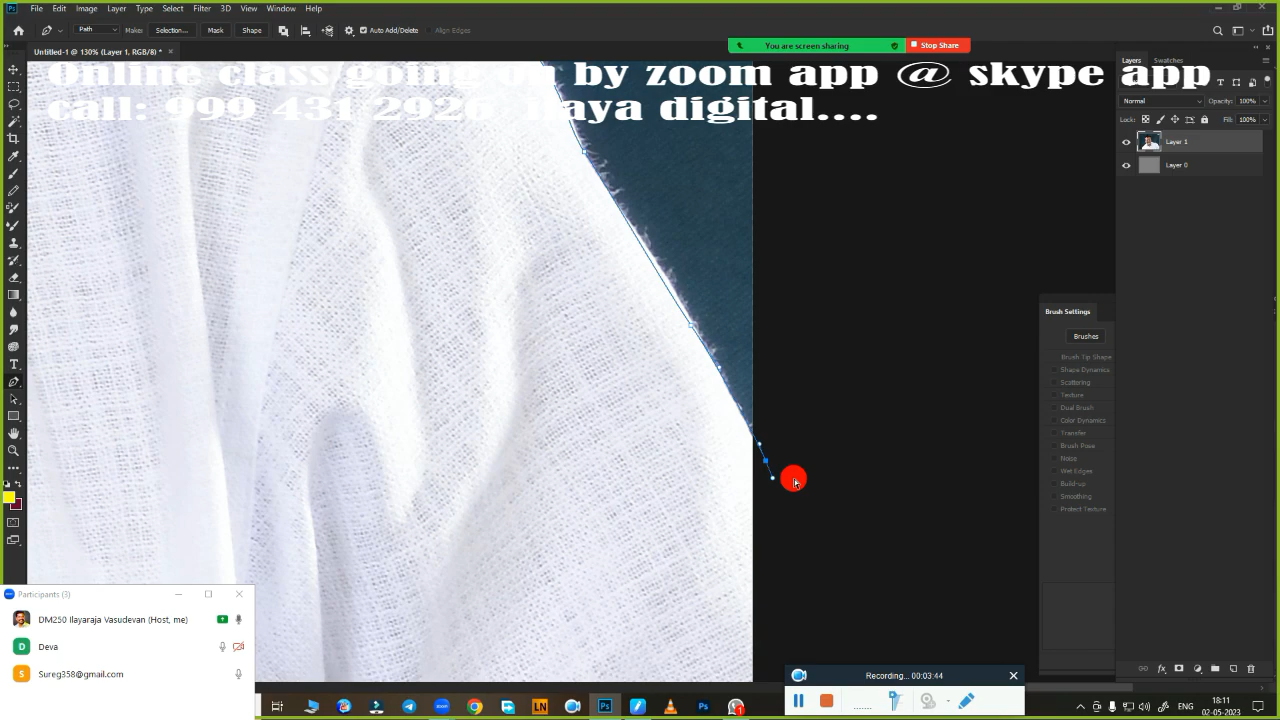 File Edit Image Layer Type Select Filter 3D View Window Help
Path Make: Selection... Mask Shape Auto Add/Delete Align Edges
You are screen sharing Stop Share
Untitled-1 @ 130% (Layer 1, RGB/8) *
Online class going on by zoom app @ skype app
call: 999 431 292 aya digital....
Layers Swatches
Normal Opacity: 100%
Lock: Fill: 100%
Layer 1
Layer 0
Brush Settings
Brushes
Brush Tip Shape
Shape Dynamics
Scattering
Texture
Dual Brush
Color Dynamics
Transfer
Brush Pose
Noise
Wet Edges
Build-up
Smoothing
Protect Texture
Participants (3)
DM250 Ilayaraja Vasudevan (Host, me)
D Deva
S Sureg358@gmail.com
Recording... 00:03:44
ENG
18:11
02-05-2023